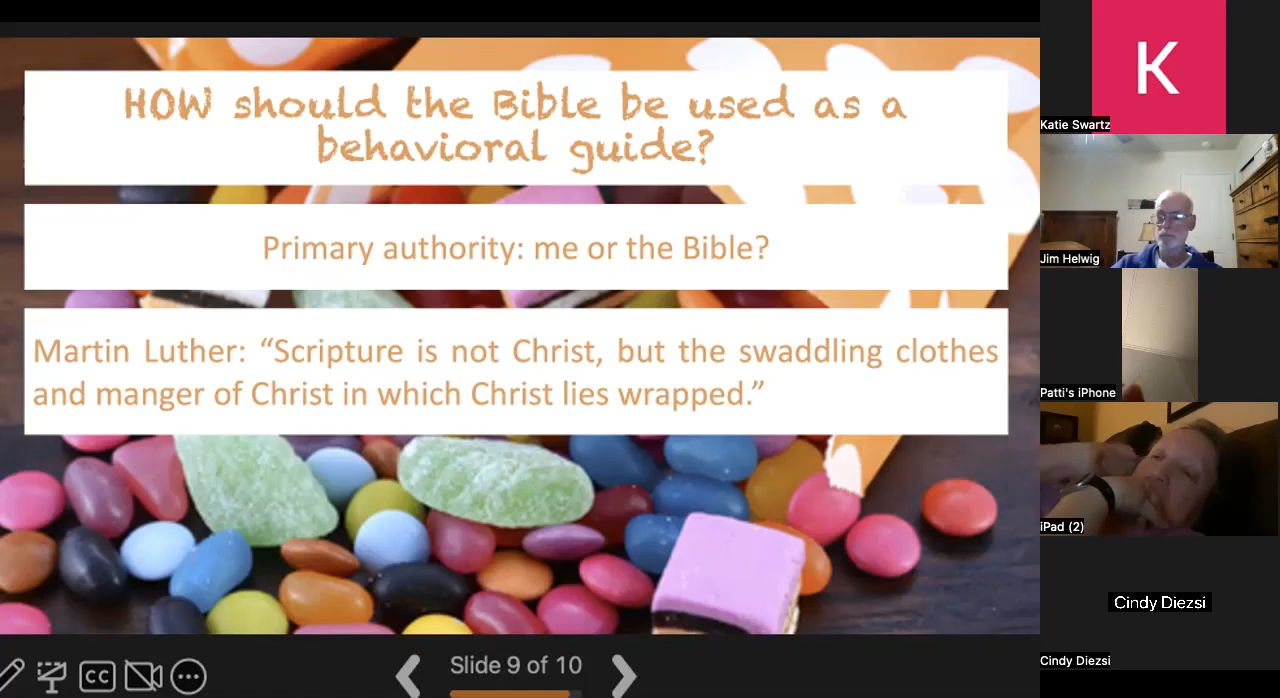 HOW should the Bible be used as a
behavioral guide?
Primary authority: me or the Bible?
Martin Luther: “Scripture is not Christ, but the swaddling clothes
and manger of Christ in which Christ lies wrapped.”
CC
Slide 9 of 10
K
Katie Swartz
Jim Helwig
Patti's iPhone
iPad (2)
Cindy Diezsi
Cindy Diezsi